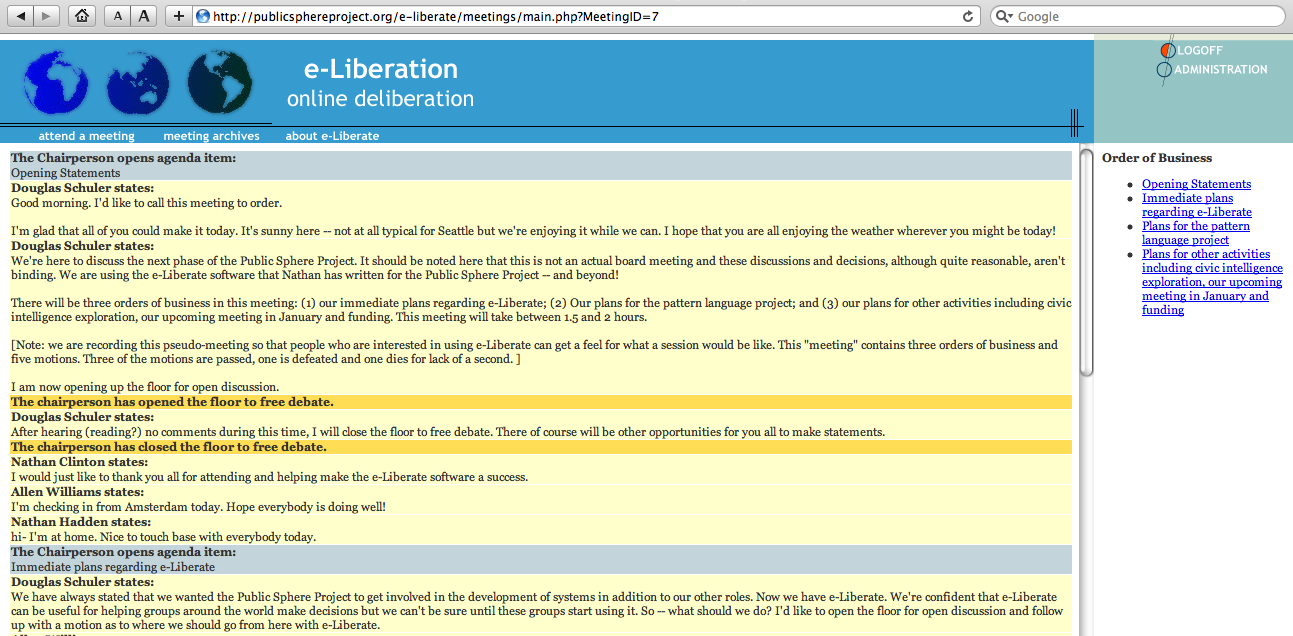 A A + http://publicsphereproject.org/e-liberate/meetings/main.php?MeetingID=7 Google
e-Liberation
online deliberation
LOGOFF
ADMINISTRATION
attend a meeting meeting archives about e-Liberate
The Chairperson opens agenda item:
Opening Statements
Douglas Schuler states:
Good morning. I'd like to call this meeting to order.
I'm glad that all of you could make it today. It's sunny here -- not at all typical for Seattle but we're enjoying it while we can. I hope that you are all enjoying the weather wherever you might be today!
Douglas Schuler states:
We're here to discuss the next phase of the Public Sphere Project. It should be noted here that this is not an actual board meeting and these discussions and decisions, although quite reasonable, aren't
binding. We are using the e-Liberate software that Nathan has written for the Public Sphere Project -- and beyond!
There will be three orders of business in this meeting: (1) our immediate plans regarding e-Liberate; (2) Our plans for the pattern language project; and (3) our plans for other activities including civic
intelligence exploration, our upcoming meeting in January and funding. This meeting will take between 1.5 and 2 hours.
[Note: we are recording this pseudo-meeting so that people who are interested in using e-Liberate can get a feel for what a session would be like. This "meeting" contains three orders of business and
five motions. Three of the motions are passed, one is defeated and one dies for lack of a second. ]
I am now opening up the floor for open discussion.
The chairperson has opened the floor to free debate.
Douglas Schuler states:
After hearing (reading?) no comments during this time, I will close the floor to free debate. There of course will be other opportunities for you all to make statements.
The chairperson has closed the floor to free debate.
Nathan Clinton states:
I would just like to thank you all for attending and helping make the e-Liberate software a success.
Allen Williams states:
I'm checking in from Amsterdam today. Hope everybody is doing well!
Nathan Hadden states:
hi- I'm at home. Nice to touch base with everybody today.
The Chairperson opens agenda item:
Immediate plans regarding e-Liberate
Douglas Schuler states:
We have always stated that we wanted the Public Sphere Project to get involved in the development of systems in addition to our other roles. Now we have e-Liberate. We're confident that e-Liberate
can be useful for helping groups around the world make decisions but we can't be sure until these groups start using it. So -- what should we do? I'd like to open the floor for open discussion and follow
up with a motion as to where we should go from here with e-Liberate.
Order of Business
Opening Statements
Immediate plans
regarding e-Liberate
Plans for the pattern
language project
Plans for other activities
including civic intelligence
exploration, our upcoming
meeting in January and
funding